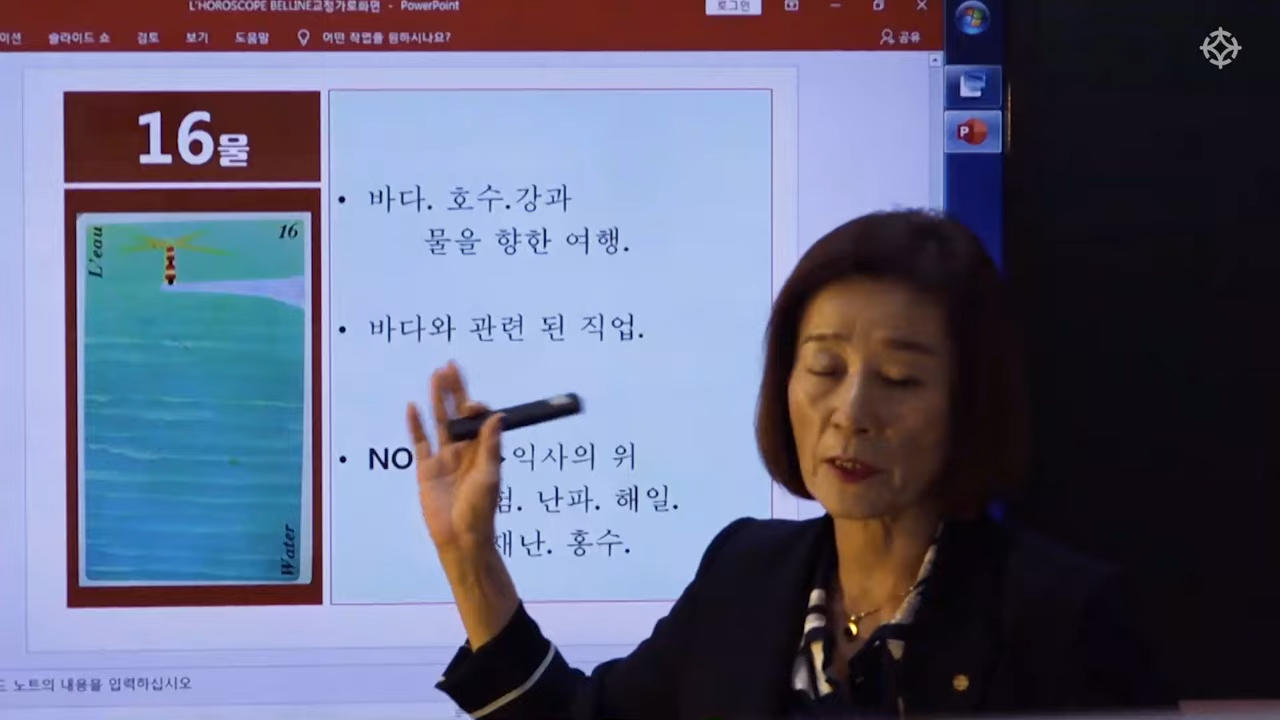 L'HOROSCOPE BELLINE교정가로화면 - PowerPoint
로그인
이션 슬라이드 쇼 검토 보기 도움말 어떤 작업을 원하시나요? 공유
16물
L'eau
16
Water
• 바다. 호수.강과
물을 향한 여행.
• 바다와 관련 된 직업.
• NO 익사의 위
험. 난파. 해일.
재난. 홍수.
노트의 내용을 입력하십시오
P